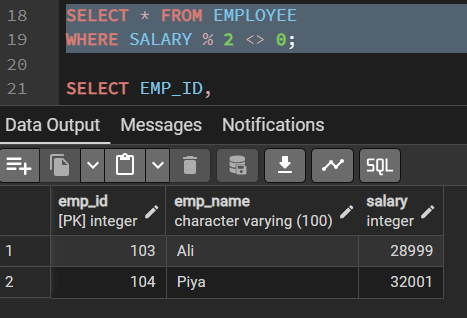 18 SELECT * FROM EMPLOYEE
19 WHERE SALARY % 2 <> 0;
20
21 SELECT EMP_ID,
Data Output Messages Notifications
SQL
emp_id emp_name salary
[PK] integer character varying (100) integer
1 103 Ali 28999
2 104 Piya 32001